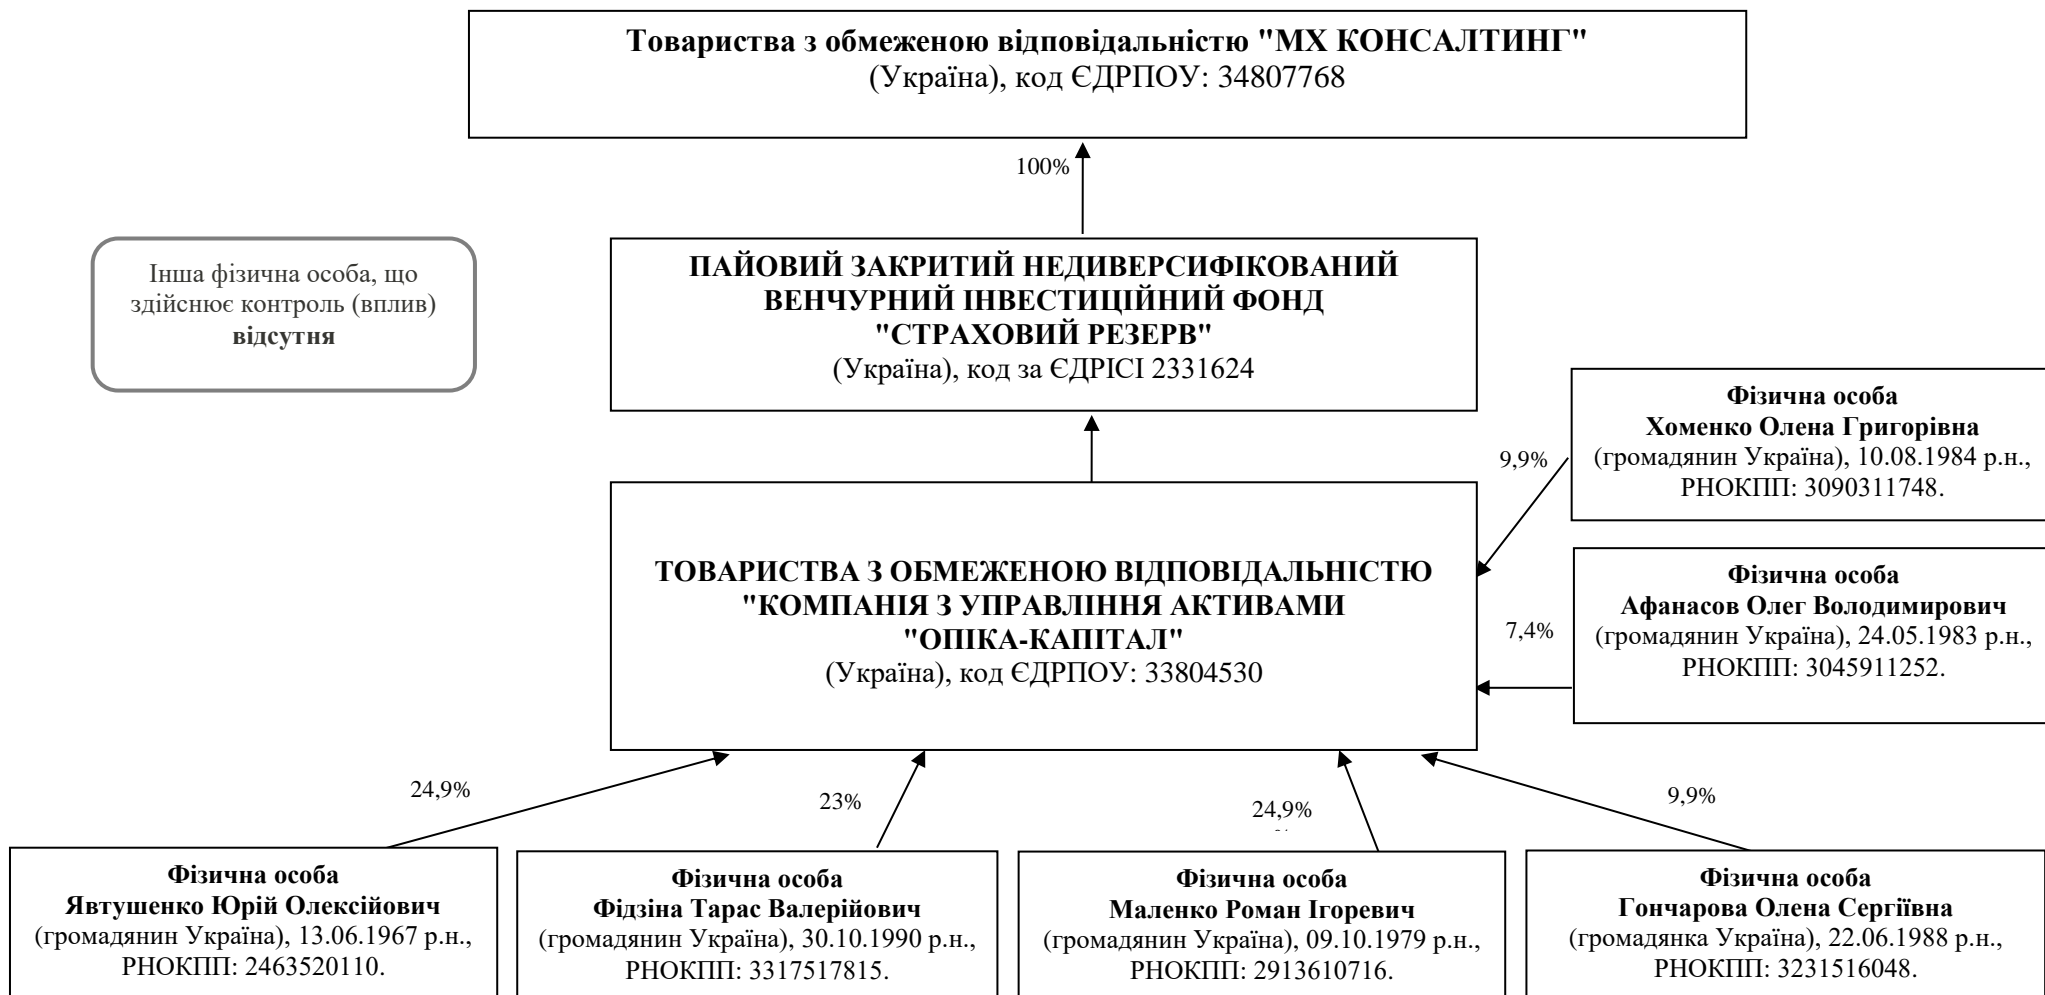 Товариства з обмеженою відповідальністю "МХ КОНСАЛТИНГ"
(Україна), код ЄДРПОУ: 34807768
100%
Інша фізична особа, що
здійснює контроль (вплив)
відсутня
ПАЙОВИЙ ЗАКРИТИЙ НЕДИВЕРСИФІКОВАНИЙ
ВЕНЧУРНИЙ ІНВЕСТИЦІЙНИЙ ФОНД
"СТРАХОВИЙ РЕЗЕРВ"
(Україна), код за ЄДРІСІ 2331624
Фізична особа
Хоменко Олена Григорівна
(громадянин Україна), 10.08.1984 р.н.,
РНОКПП: 3090311748.
9,9%
ТОВАРИСТВА З ОБМЕЖЕНОЮ ВІДПОВІДАЛЬНІСТЮ
"КОМПАНІЯ З УПРАВЛІННЯ АКТИВАМИ
"ОПІКА-КАПІТАЛ"
(Україна), код ЄДРПОУ: 33804530
Фізична особа
Афанасов Олег Володимирович
(громадянин Україна), 24.05.1983 р.н.,
РНОКПП: 3045911252.
7,4%
24,9%
23%
24,9%
9,9%
Фізична особа
Явтушенко Юрій Олексійович
(громадянин Україна), 13.06.1967 р.н.,
РНОКПП: 2463520110.
Фізична особа
Фідзіна Тарас Валерійович
(громадянин Україна), 30.10.1990 р.н.,
РНОКПП: 3317517815.
Фізична особа
Маленко Роман Ігоревич
(громадянин Україна), 09.10.1979 р.н.,
РНОКПП: 2913610716.
Фізична особа
Гончарова Олена Сергіївна
(громадянка Україна), 22.06.1988 р.н.,
РНОКПП: 3231516048.